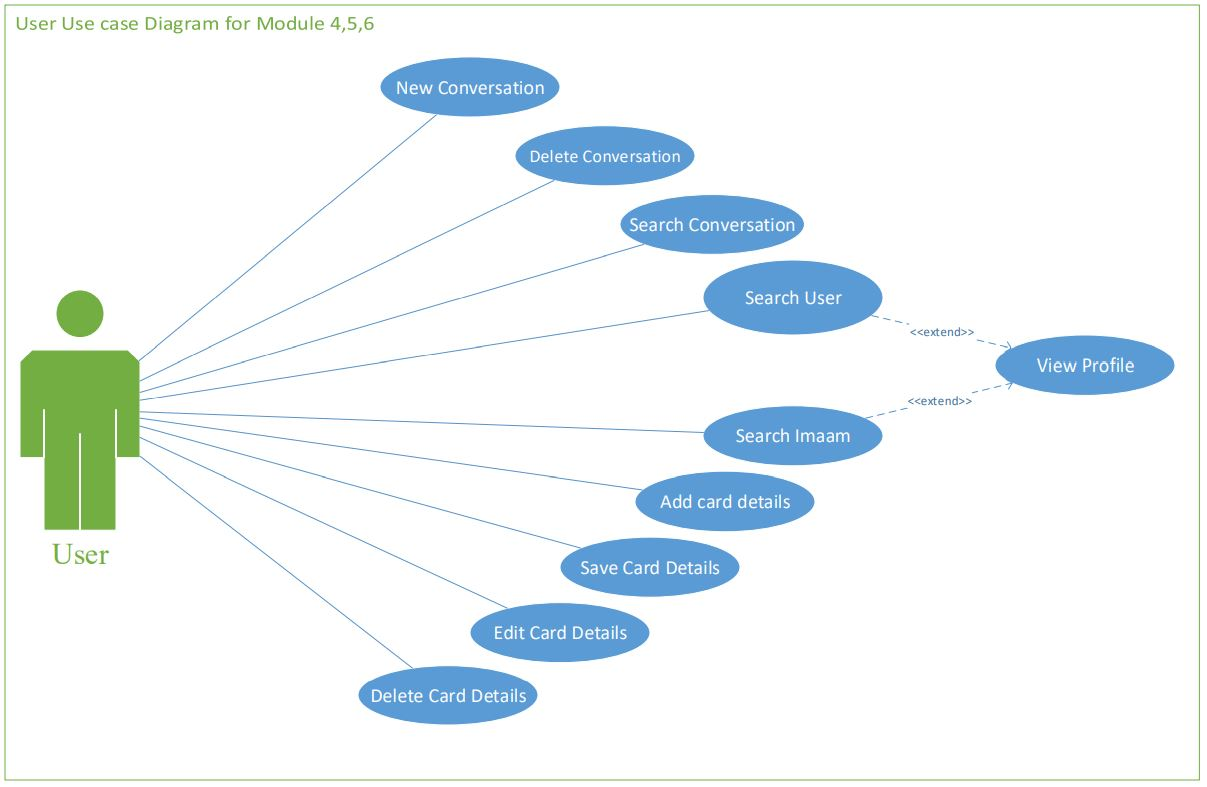 User Use case Diagram for Module 4,5,6
New Conversation
Delete Conversation
Search Conversation
Search User
<<extend>>
View Profile
<<extend>>
Search Imaam
Add card details
Save Card Details
User
Edit Card Details
Delete Card Details